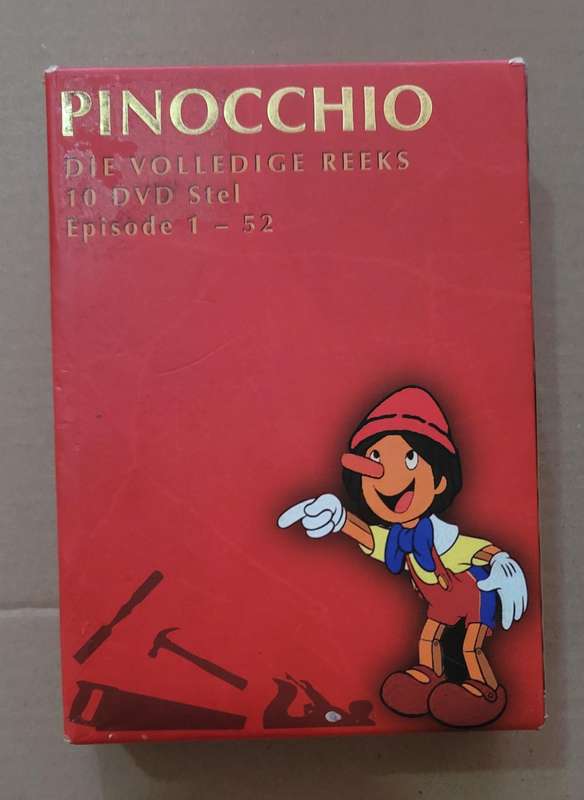 PINOCCHIO
DIE VOLLEDIGE REEKS
10 DVD Stel
Episode 1 – 52